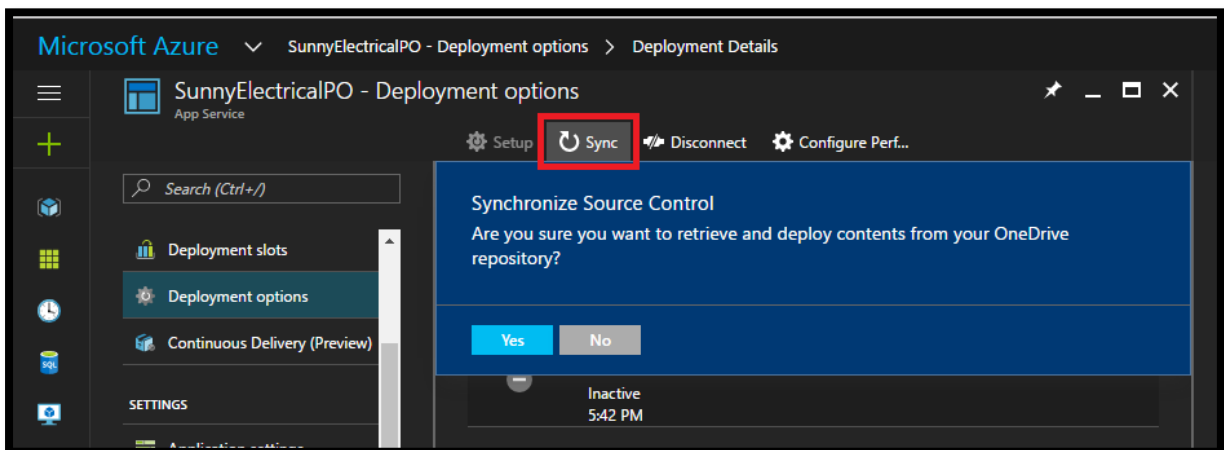 Microsoft Azure SunnyElectricalPO - Deployment options > Deployment Details
SunnyElectricalPO - Deployment options
App Service
Setup Sync Disconnect Configure Perf...
Search (Ctrl+/)
Deployment slots
Deployment options
Continuous Delivery (Preview)
SQL
SETTINGS
Application settings
Synchronize Source Control
Are you sure you want to retrieve and deploy contents from your OneDrive
repository?
Yes No
Inactive
5:42 PM